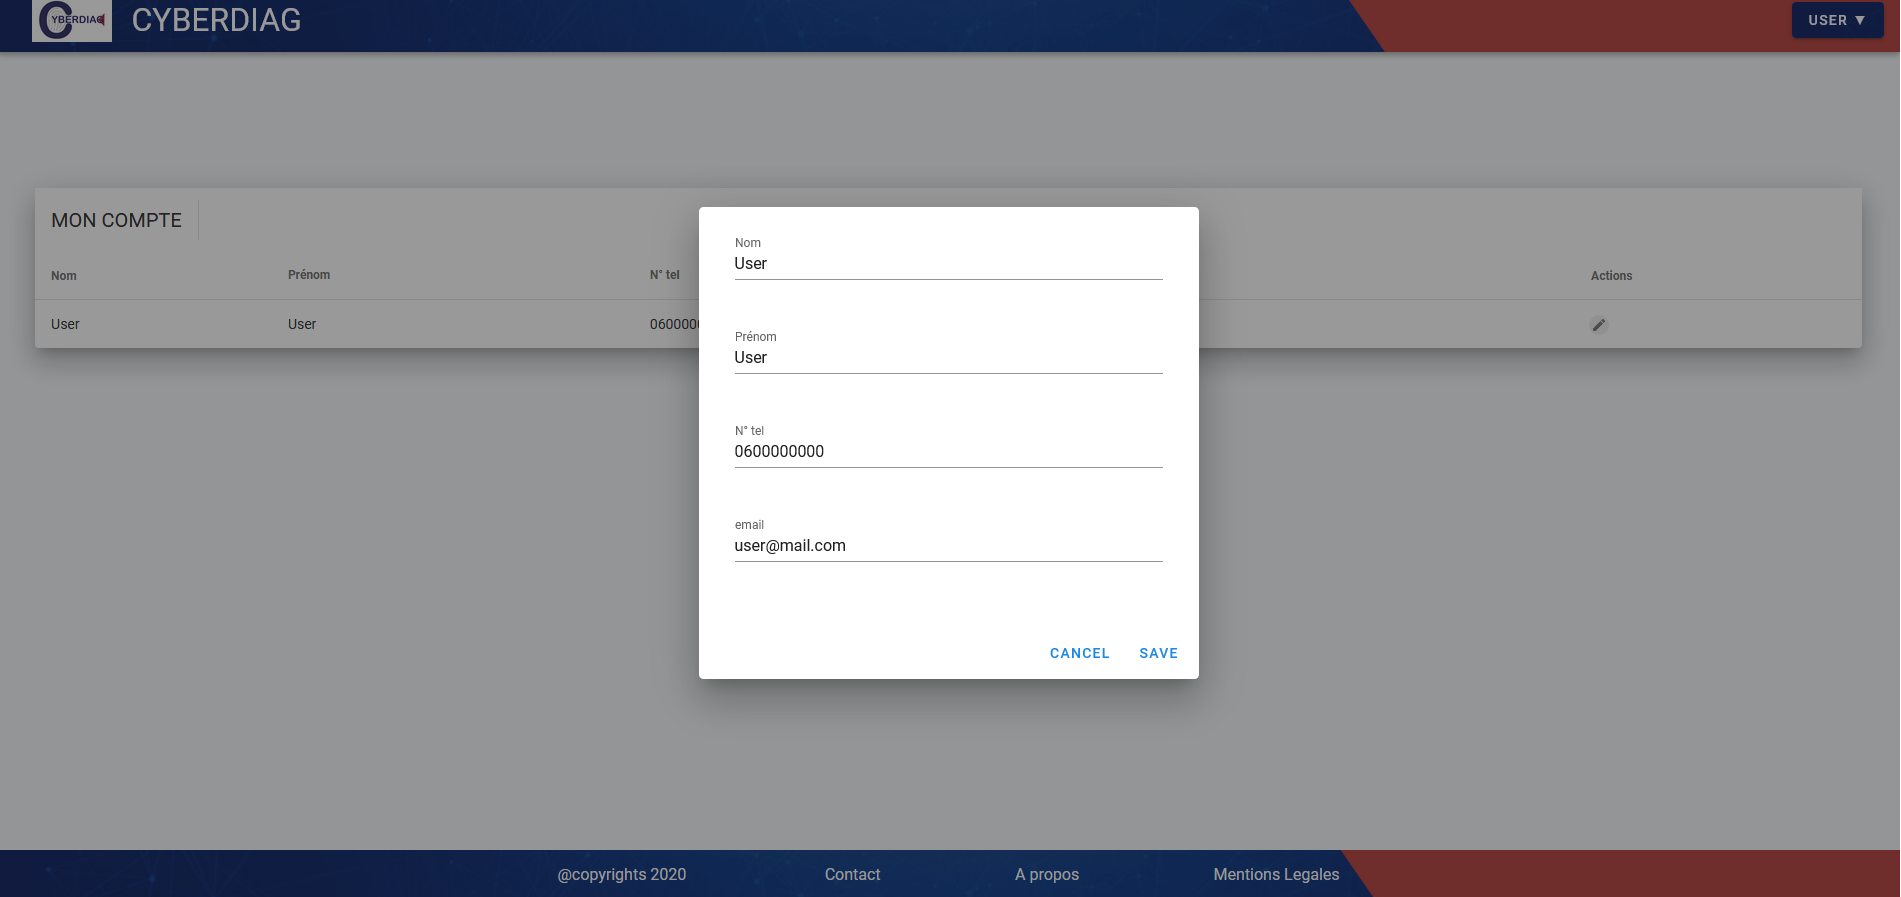 CYBERDIAG
CYBERDIAG
USER ▼
MON COMPTE
Nom
Prénom
N° tel
Actions
User
User
060000
Nom
User
Prénom
User
N° tel
0600000000
email
user@mail.com
CANCEL
SAVE
@copyrights 2020
Contact
A propos
Mentions Legales